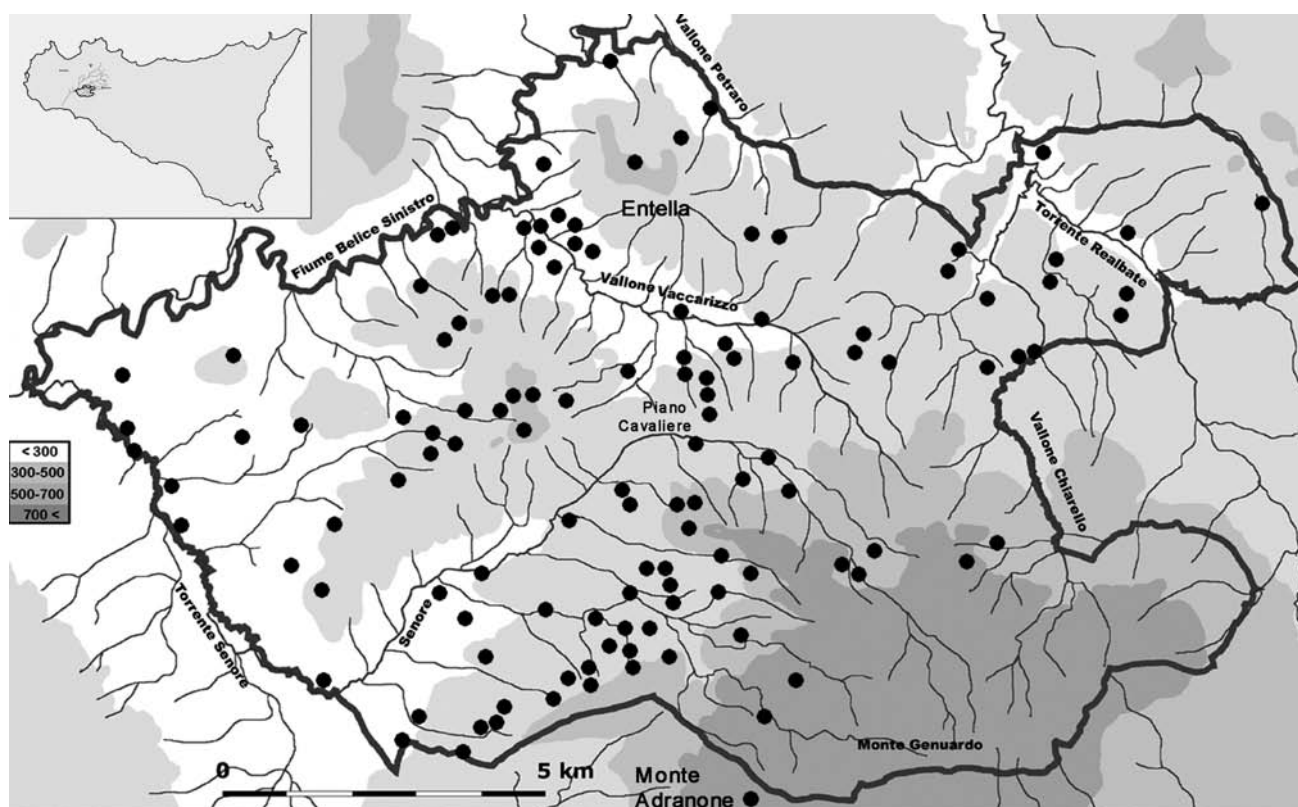 Vallone Petraro
Entella
Fiume Belice Sinistro
Torrente Realbate
Vallone Vaccarizzo
Piano
Cavaliere
Vallone Chiarello
< 300
300-500
500-700
700 <
Torrente Senore
Senore
Monte Genuardo
0
5 km
Monte
Adranone